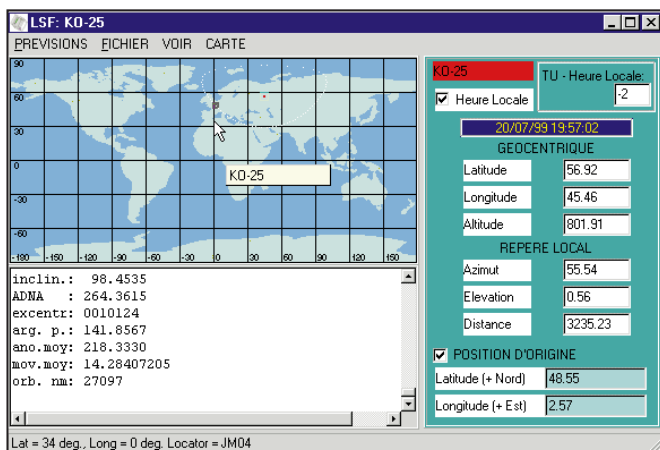 LSF: KO-25
PREVISIONS FICHIER VOIR CARTE
90
60
30
0
-30
-60
-180 -150 -120 -90 -60 -30 0 30 60 90 120 150
KO-25
inclin.: 98.4535
ADNA : 264.3615
excentr: 0010124
arg. p.: 141.8567
ano.moy: 218.3330
mov.moy: 14.28407205
orb. nm: 27097
KO-25
TU - Heure Locale:
Heure Locale
-2
20/07/99 19:57:02
GEOCENTRIQUE
Latitude 56.92
Longitude 45.46
Altitude 801.91
REPERE LOCAL
Azimut 55.54
Elevation 0.56
Distance 3235.23
POSITION D'ORIGINE
Latitude (+ Nord) 48.55
Longitude (+ Est) 2.57
Lat = 34 deg., Long = 0 deg. Locator = JM04